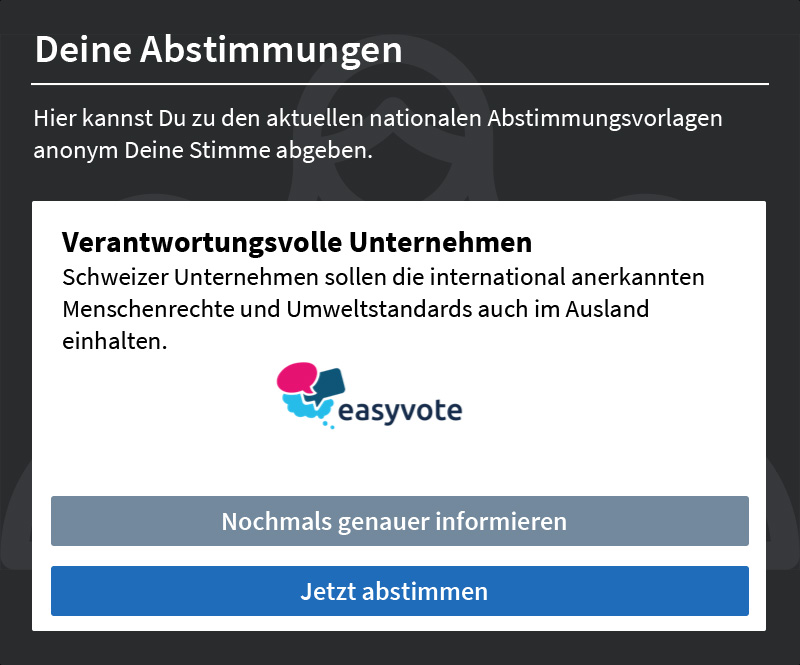 Deine Abstimmungen
Hier kannst Du zu den aktuellen nationalen Abstimmungsvorlagen
anonym Deine Stimme abgeben.
Verantwortungsvolle Unternehmen
Schweizer Unternehmen sollen die international anerkannten
Menschenrechte und Umweltstandards auch im Ausland
einhalten.
easyvote
Nochmals genauer informieren
Jetzt abstimmen